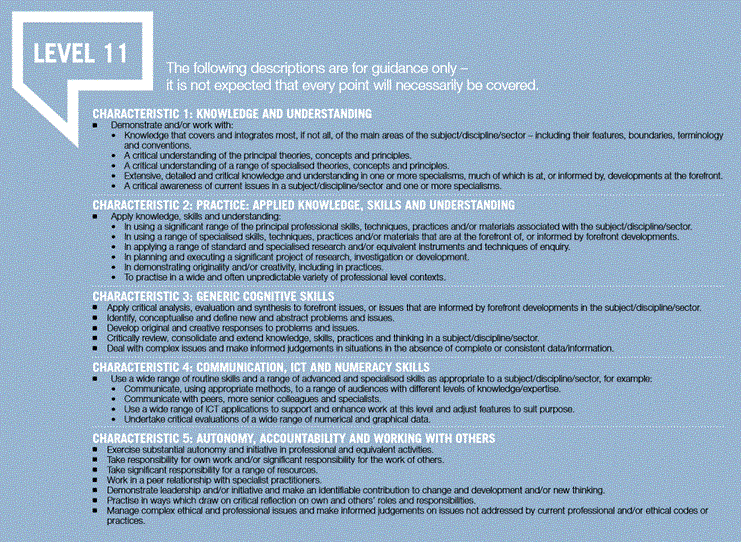 LEVEL 11
The following descriptions are for guidance only –
it is not expected that every point will necessarily be covered.
CHARACTERISTIC 1: KNOWLEDGE AND UNDERSTANDING
■ Demonstrate and/or work with:
• Knowledge that covers and integrates most, if not all, of the main areas of the subject/discipline/sector – including their features, boundaries, terminology
and conventions.
• A critical understanding of the principal theories, concepts and principles.
• A critical understanding of a range of specialised theories, concepts and principles.
• Extensive, detailed and critical knowledge and understanding in one or more specialisms, much of which is at, or informed by, developments at the forefront.
• A critical awareness of current issues in a subject/discipline/sector and one or more specialisms.
CHARACTERISTIC 2: PRACTICE: APPLIED KNOWLEDGE, SKILLS AND UNDERSTANDING
■ Apply knowledge, skills and understanding:
• In using a significant range of the principal professional skills, techniques, practices and/or materials associated with the subject/discipline/sector.
• In using a range of specialised skills, techniques, practices and/or materials that are at the forefront of, or informed by forefront developments.
• In applying a range of standard and specialised research and/or equivalent instruments and techniques of enquiry.
• In planning and executing a significant project of research, investigation or development.
• In demonstrating originality and/or creativity, including in practices.
• To practise in a wide and often unpredictable variety of professional level contexts.
CHARACTERISTIC 3: GENERIC COGNITIVE SKILLS
■ Apply critical analysis, evaluation and synthesis to forefront issues, or issues that are informed by forefront developments in the subject/discipline/sector.
■ Identify, conceptualise and define new and abstract problems and issues.
■ Develop original and creative responses to problems and issues.
■ Critically review, consolidate and extend knowledge, skills, practices and thinking in a subject/discipline/sector.
■ Deal with complex issues and make informed judgements in situations in the absence of complete or consistent data/information.
CHARACTERISTIC 4: COMMUNICATION, ICT AND NUMERACY SKILLS
■ Use a wide range of routine skills and a range of advanced and specialised skills as appropriate to a subject/discipline/sector, for example:
• Communicate, using appropriate methods, to a range of audiences with different levels of knowledge/expertise.
• Communicate with peers, more senior colleagues and specialists.
• Use a wide range of ICT applications to support and enhance work at this level and adjust features to suit purpose.
• Undertake critical evaluations of a wide range of numerical and graphical data.
CHARACTERISTIC 5: AUTONOMY, ACCOUNTABILITY AND WORKING WITH OTHERS
■ Exercise substantial autonomy and initiative in professional and equivalent activities.
■ Take responsibility for own work and/or significant responsibility for the work of others.
■ Take significant responsibility for a range of resources.
■ Work in a peer relationship with specialist practitioners.
■ Demonstrate leadership and/or initiative and make an identifiable contribution to change and development and/or new thinking.
■ Practise in ways which draw on critical reflection on own and others' roles and responsibilities.
■ Manage complex ethical and professional issues and make informed judgements on issues not addressed by current professional and/or ethical codes or
practices.